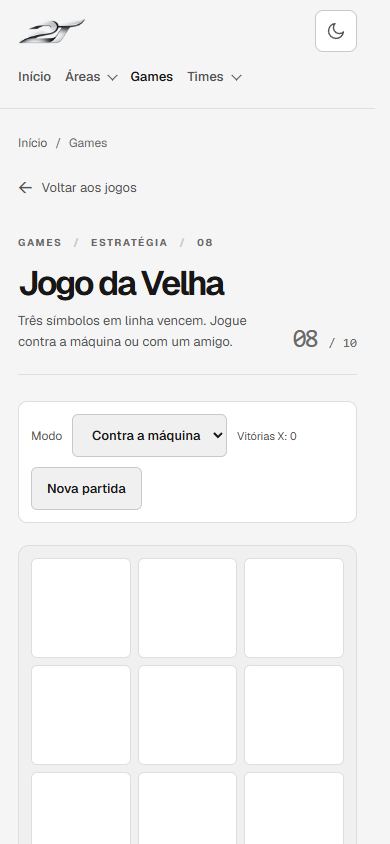 Início Áreas Games Times
Início / Games
← Voltar aos jogos
GAMES / ESTRATÉGIA / 08
Jogo da Velha
Três símbolos em linha vencem. Jogue
contra a máquina ou com um amigo.
08 / 10
Modo Contra a máquina Vitórias X: 0
Nova partida